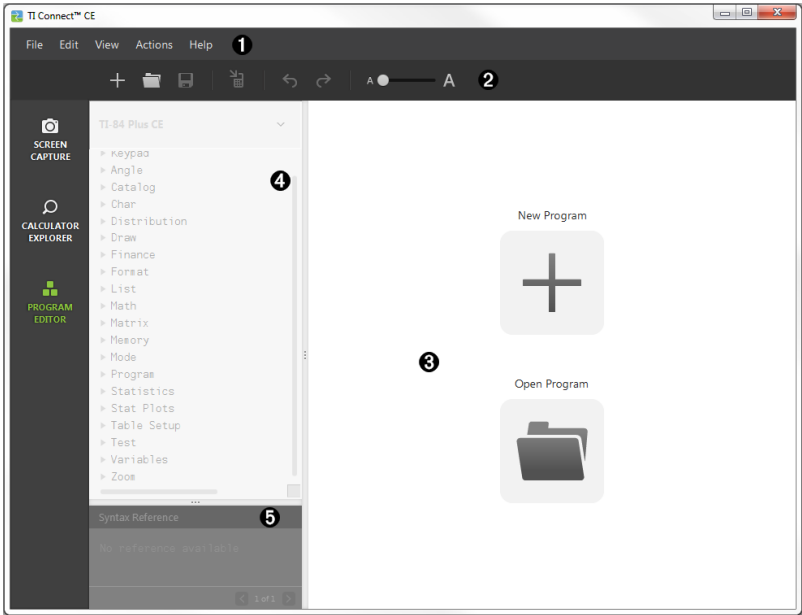 TI Connect™ CE
File Edit View Actions Help 1
A A 2
SCREEN
CAPTURE
CALCULATOR
EXPLORER
PROGRAM
EDITOR
TI-84 Plus CE
Keypad
Angle
4
Catalog
Char
Distribution
Draw
Finance
Format
List
Math
Matrix
Memory
Mode
Program
Statistics
Stat Plots
Table Setup
Test
Variables
Zoom
Syntax Reference 5
No reference available
1 of 1
New Program
3
Open Program